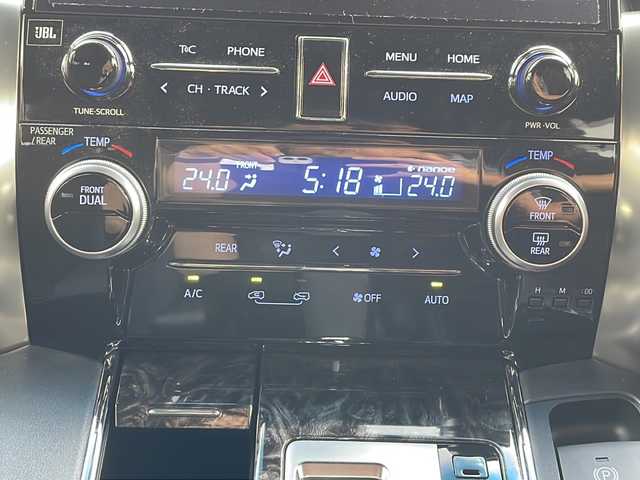 JBL
T&C PHONE
CH · TRACK
TUNE·SCROLL
MENU HOME
AUDIO MAP
PWR·VOL
PASSENGER
/REAR
TEMP
FRONT
DUAL
FRONT
24.0
5:18
nanoe
24.0
TEMP
FRONT
REAR
REAR
A/C
OFF
AUTO
H M :00
P